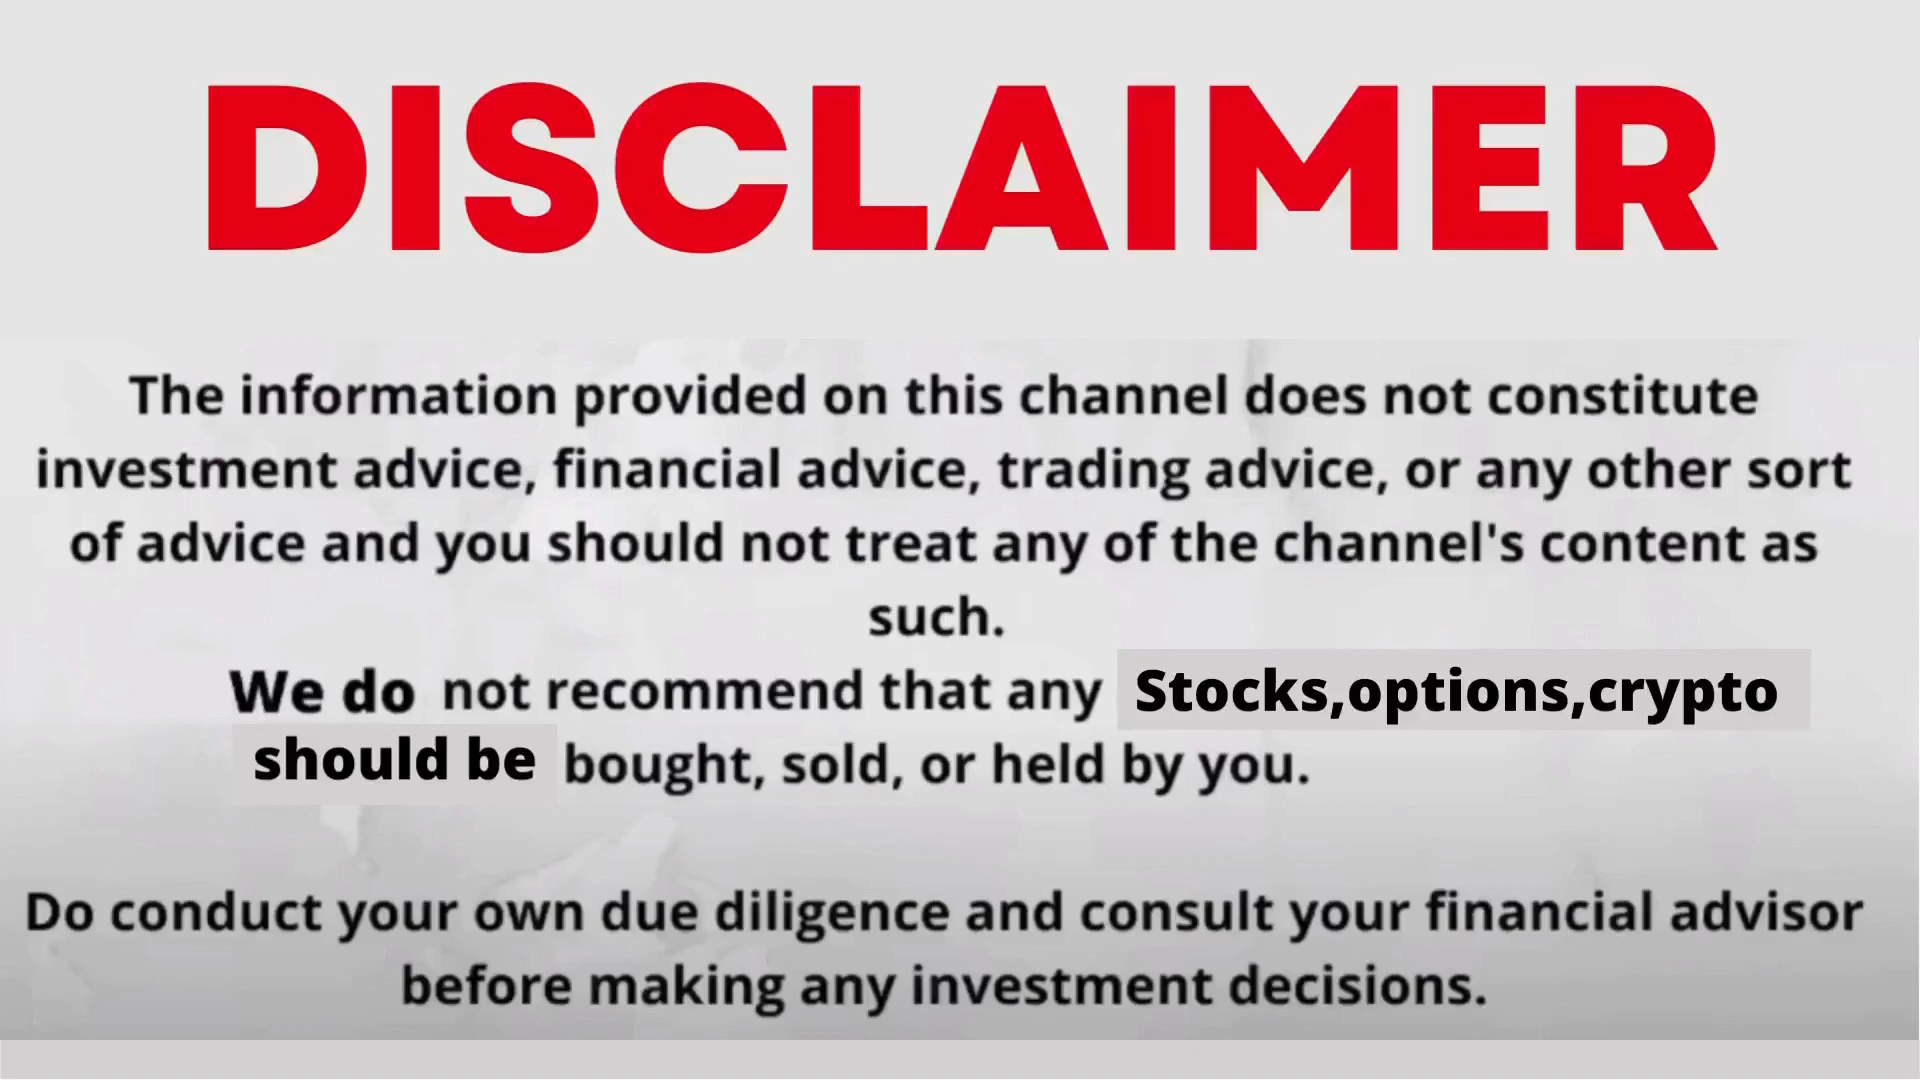 DISCLAIMER
The information provided on this channel does not constitute
investment advice, financial advice, trading advice, or any other sort
of advice and you should not treat any of the channel's content as
such.
We do not recommend that any Stocks,options,crypto
should be bought, sold, or held by you.
Do conduct your own due diligence and consult your financial advisor
before making any investment decisions.